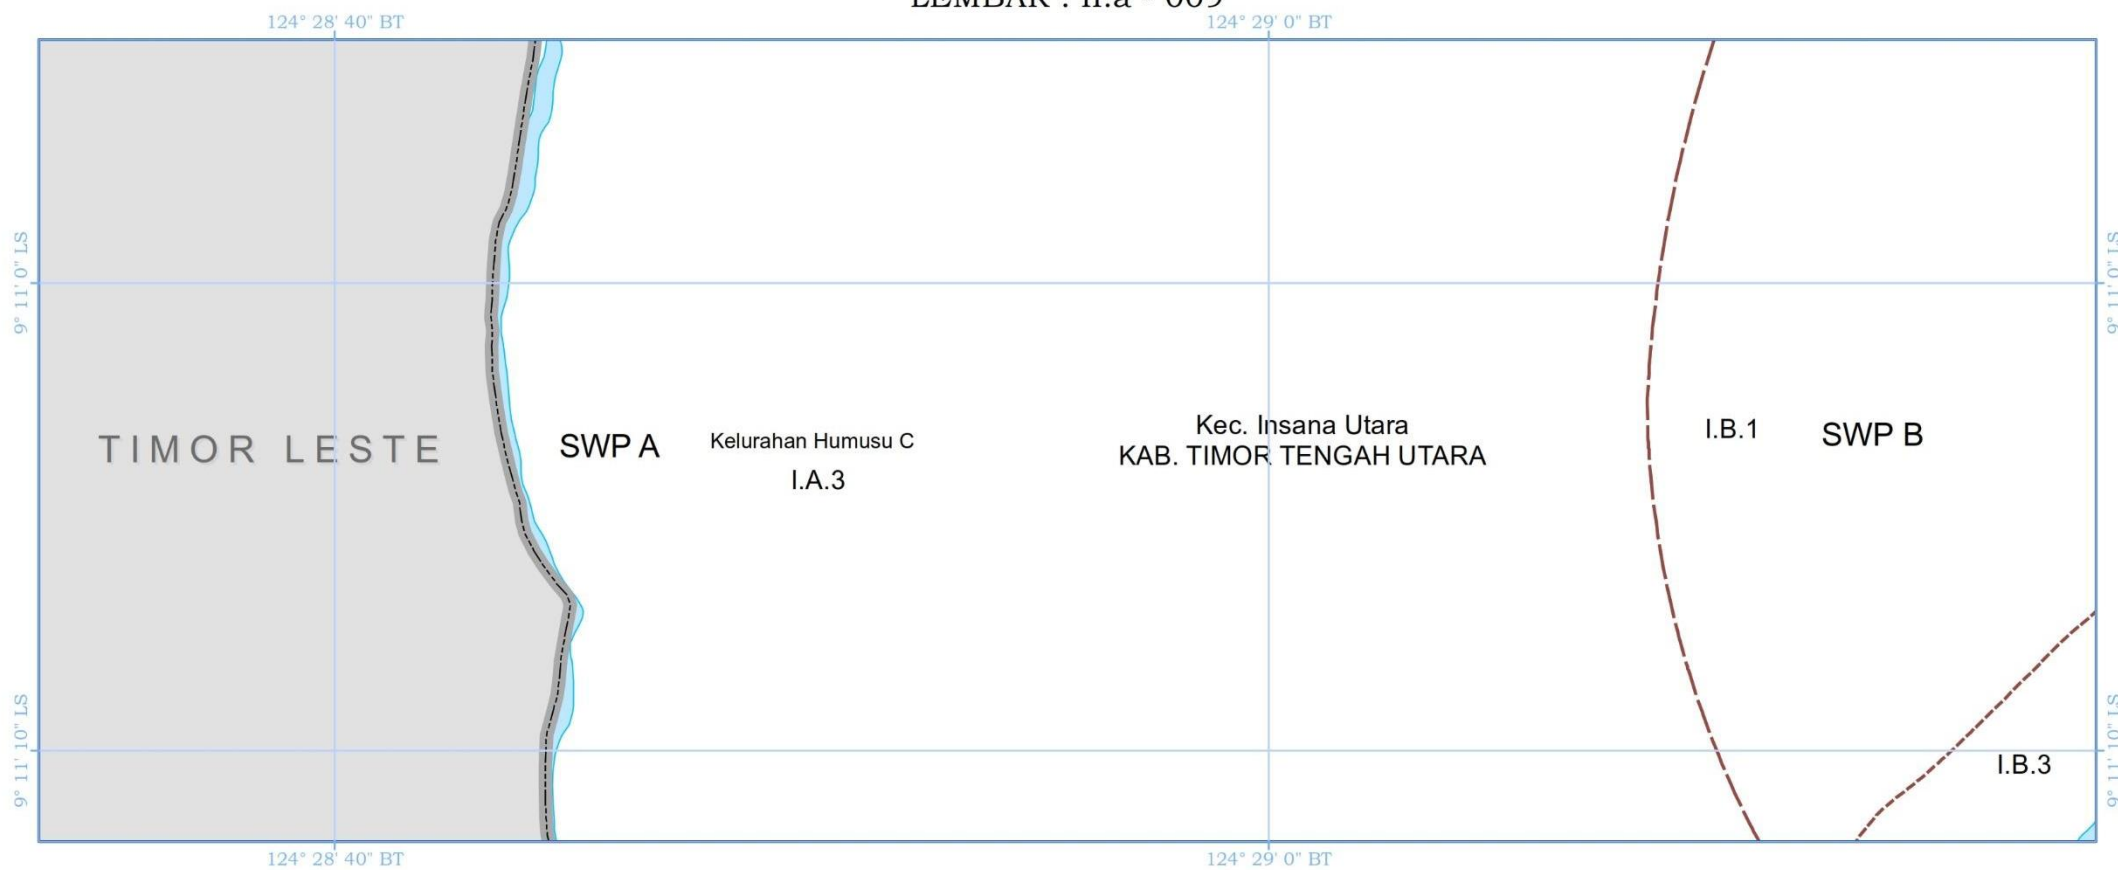 124° 28' 40" BT
124° 29' 0" BT
9° 11' 0" LS
9° 11' 0" LS
TIMOR LESTE
SWP A
Kelurahan Humusu C
I.A.3
Kec. Insana Utara
KAB. TIMOR TENGAH UTARA
I.B.1
SWP B
9° 11' 10" LS
9° 11' 10" LS
I.B.3
124° 28' 40" BT
124° 29' 0" BT